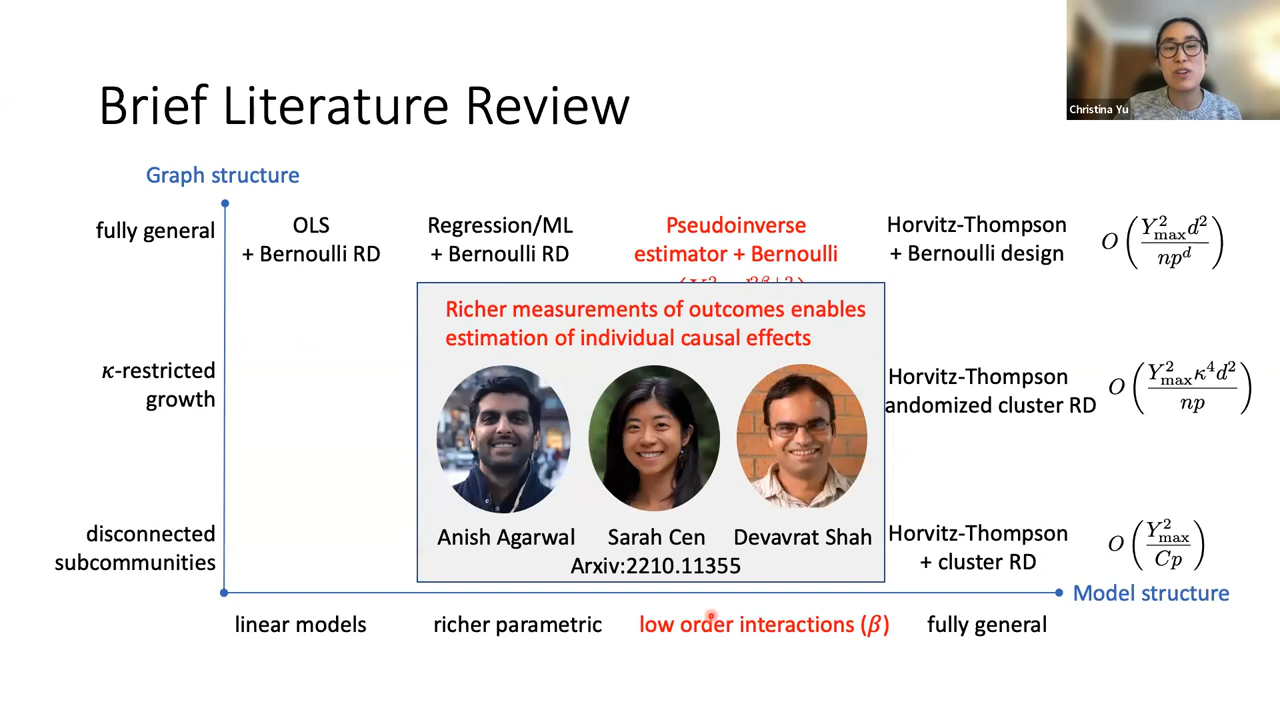 Christina Yu
Brief Literature Review
Graph structure
fully general
OLS
+ Bernoulli RD
Regression/ML
+ Bernoulli RD
Pseudoinverse
estimator + Bernoulli
Horvitz-Thompson
+ Bernoulli design
O(Y²max d² / np^d)
Richer measurements of outcomes enables
estimation of individual causal effects
κ-restricted
growth
Horvitz-Thompson
andomized cluster RD
O(Y²max κ⁴d² / np)
Anish Agarwal
Sarah Cen
Devavrat Shah
Arxiv:2210.11355
disconnected
subcommunities
Horvitz-Thompson
+ cluster RD
O(Y²max / Cp)
Model structure
linear models
richer parametric
low order interactions (β)
fully general